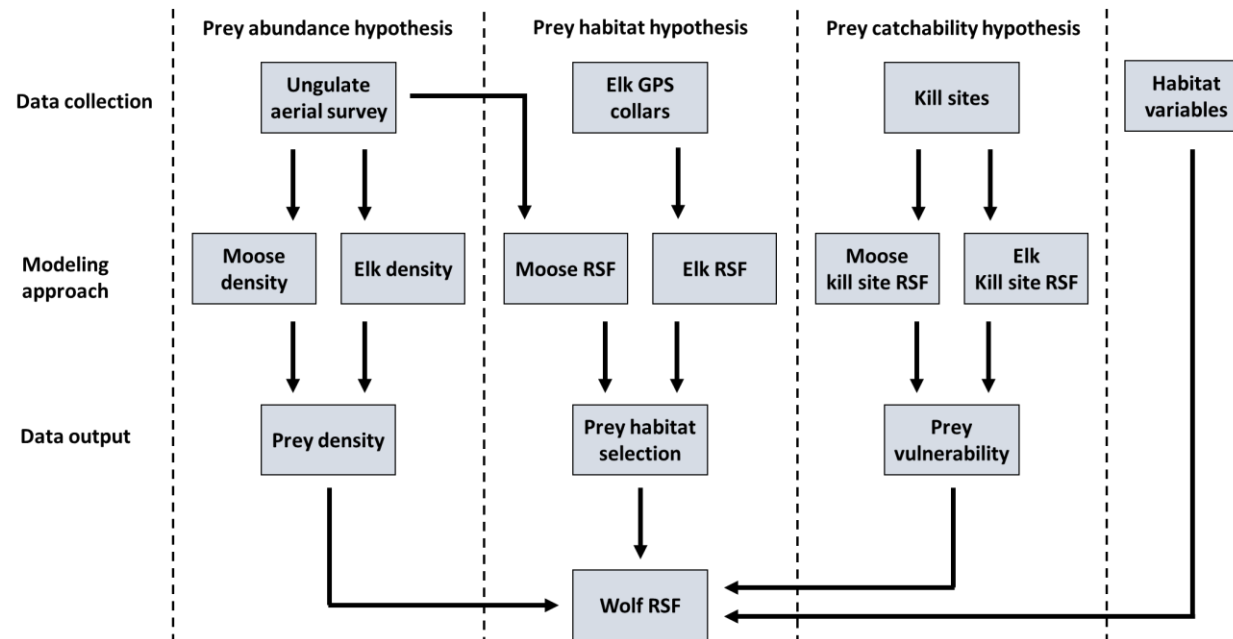 Prey abundance hypothesis
Prey habitat hypothesis
Prey catchability hypothesis
Data collection
Ungulate
aerial survey
Elk GPS
collars
Kill sites
Habitat
variables
Modeling
approach
Moose
density
Elk density
Moose RSF
Elk RSF
Moose
kill site RSF
Elk
Kill site RSF
Data output
Prey density
Prey habitat
selection
Prey
vulnerability
Wolf RSF